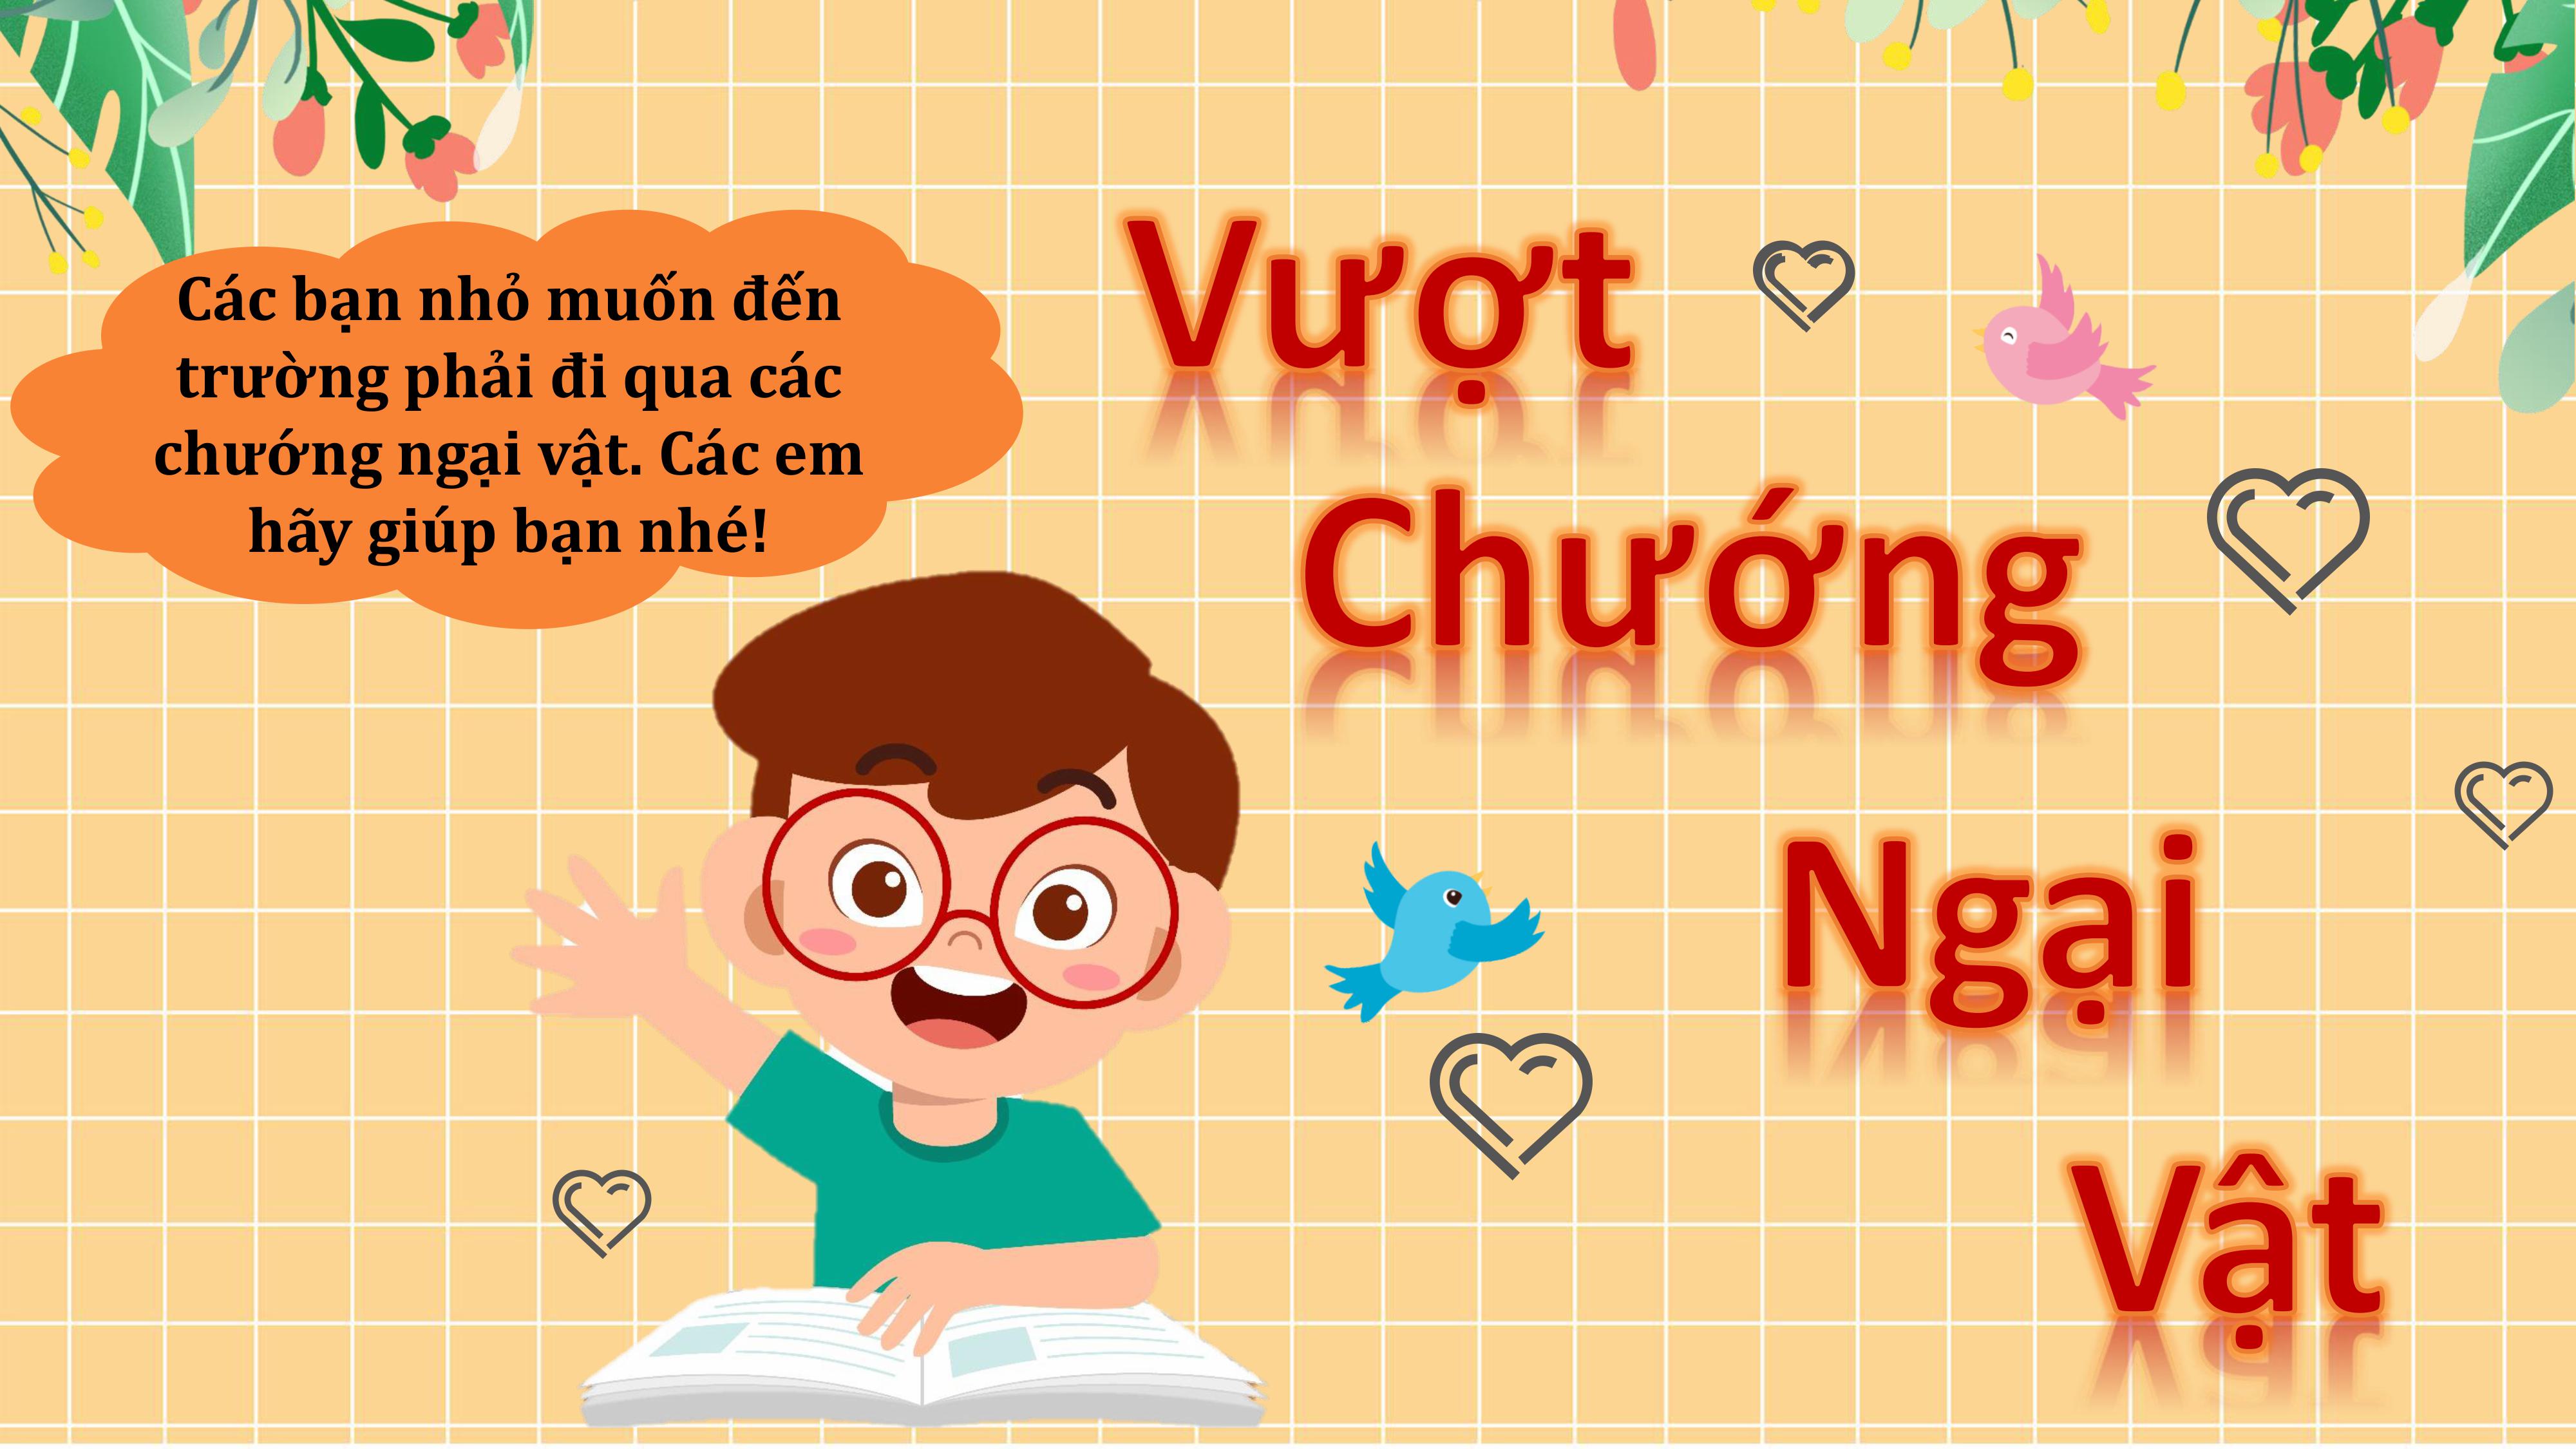 Các bạn nhỏ muốn đến
trường phải đi qua các
chướng ngại vật. Các em
hãy giúp bạn nhé!
Vượt
Chướng
Ngại
Vật